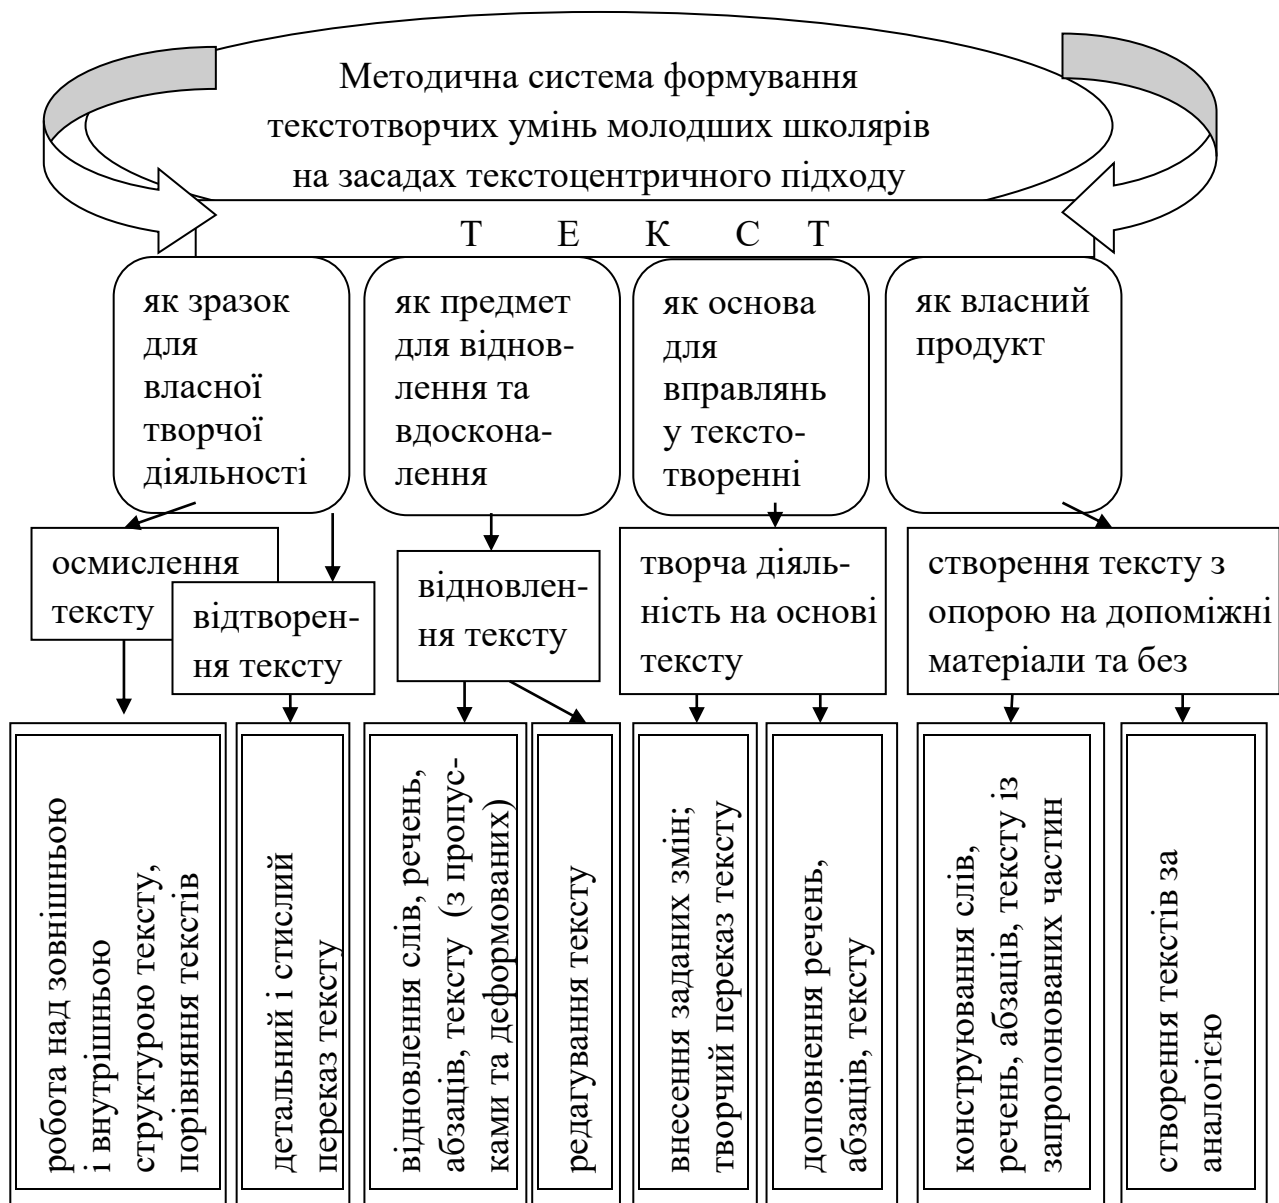 Методична система формування
текстотворчих умінь молодших школярів
на засадах текстоцентричного підходу
Т Е К С Т
як зразок
для
власної
творчої
діяльності
як предмет
для віднов-
лення та
вдоскона-
лення
як основа
для
вправлянь
у тексто-
творенні
як власний
продукт
осмислення
тексту
відтворен-
ня тексту
відновлен-
ня тексту
творча діяль-
ність на основі
тексту
створення тексту з
опорою на допоміжні
матеріали та без
робота над зовнішньою
і внутрішньою
структурою тексту,
порівняння текстів
детальний і стислий
переказ тексту
відновлення слів, речень,
абзаців, тексту (з пропус-
ками та деформованих)
редагування тексту
внесення заданих змін;
творчий переказ тексту
доповнення речень,
абзаців, тексту
конструювання слів,
речень, абзаців, тексту із
запропонованих частин
створення текстів за
аналогією